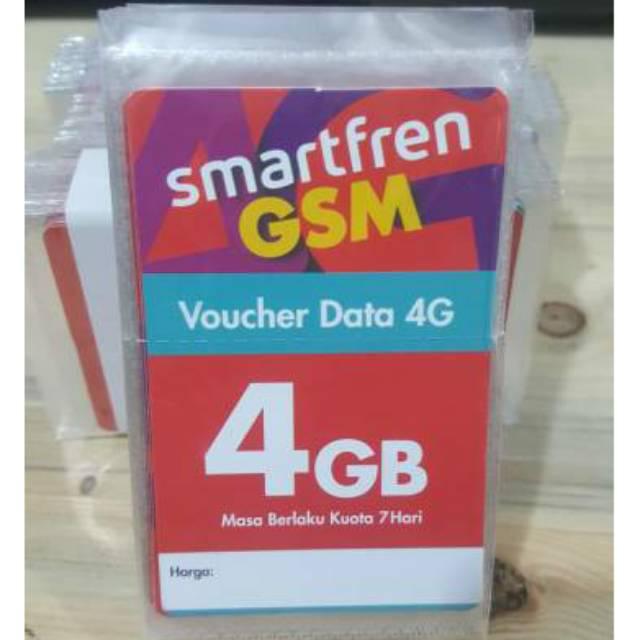 smartfren
GSM
Voucher Data 4G
4GB
Masa Berlaku Kuota 7Hari
Harga: